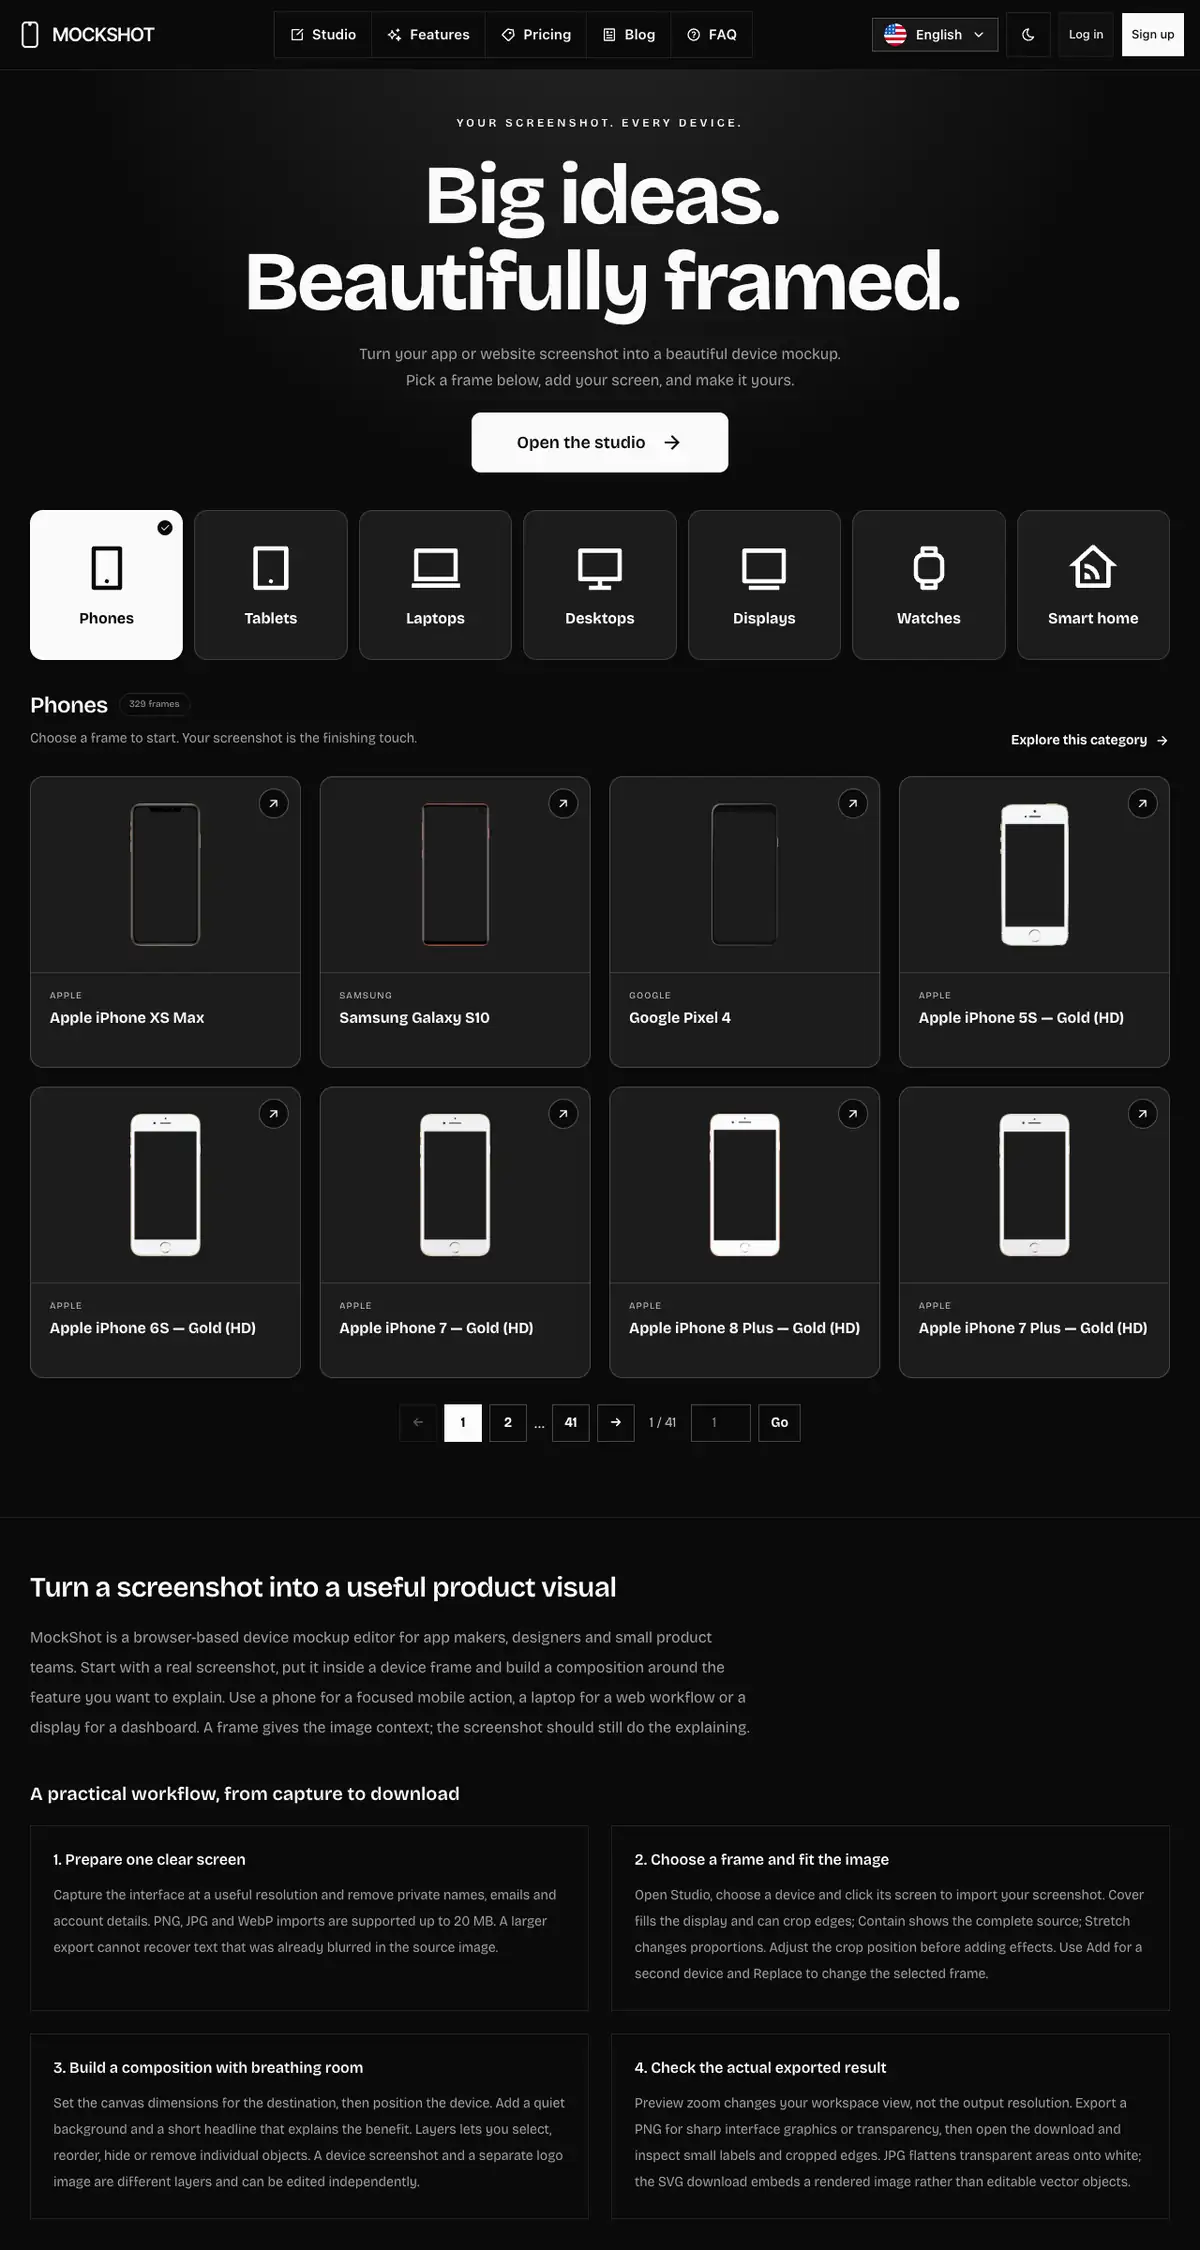 MOCKSHOT
Studio
Features
Pricing
Blog
FAQ
English
Log in
Sign up
YOUR SCREENSHOT. EVERY DEVICE.
Big ideas.
Beautifully framed.
Turn your app or website screenshot into a beautiful device mockup.
Pick a frame below, add your screen, and make it yours.
Open the studio →
Phones
Tablets
Laptops
Desktops
Displays
Watches
Smart home
Phones 329 frames
Choose a frame to start. Your screenshot is the finishing touch.
Explore this category →
APPLE
Apple iPhone XS Max
SAMSUNG
Samsung Galaxy S10
GOOGLE
Google Pixel 4
APPLE
Apple iPhone 5S — Gold (HD)
APPLE
Apple iPhone 6S — Gold (HD)
APPLE
Apple iPhone 7 — Gold (HD)
APPLE
Apple iPhone 8 Plus — Gold (HD)
APPLE
Apple iPhone 7 Plus — Gold (HD)
← 1 2 ... 41 → 1 / 41 1 Go
Turn a screenshot into a useful product visual
MockShot is a browser-based device mockup editor for app makers, designers and small product
teams. Start with a real screenshot, put it inside a device frame and build a composition around the
feature you want to explain. Use a phone for a focused mobile action, a laptop for a web workflow or a
display for a dashboard. A frame gives the image context; the screenshot should still do the explaining.
A practical workflow, from capture to download
1. Prepare one clear screen
Capture the interface at a useful resolution and remove private names, emails and
account details. PNG, JPG and WebP imports are supported up to 20 MB. A larger
export cannot recover text that was already blurred in the source image.
2. Choose a frame and fit the image
Open Studio, choose a device and click its screen to import your screenshot. Cover
fills the display and can crop edges; Contain shows the complete source; Stretch
changes proportions. Adjust the crop position before adding effects. Use Add for a
second device and Replace to change the selected frame.
3. Build a composition with breathing room
Set the canvas dimensions for the destination, then position the device. Add a quiet
background and a short headline that explains the benefit. Layers lets you select,
reorder, hide or remove individual objects. A device screenshot and a separate logo
image are different layers and can be edited independently.
4. Check the actual exported result
Preview zoom changes your workspace view, not the output resolution. Export a
PNG for sharp interface graphics or transparency, then open the download and
inspect small labels and cropped edges. JPG flattens transparent areas onto white;
the SVG download embeds a rendered image rather than editable vector objects.